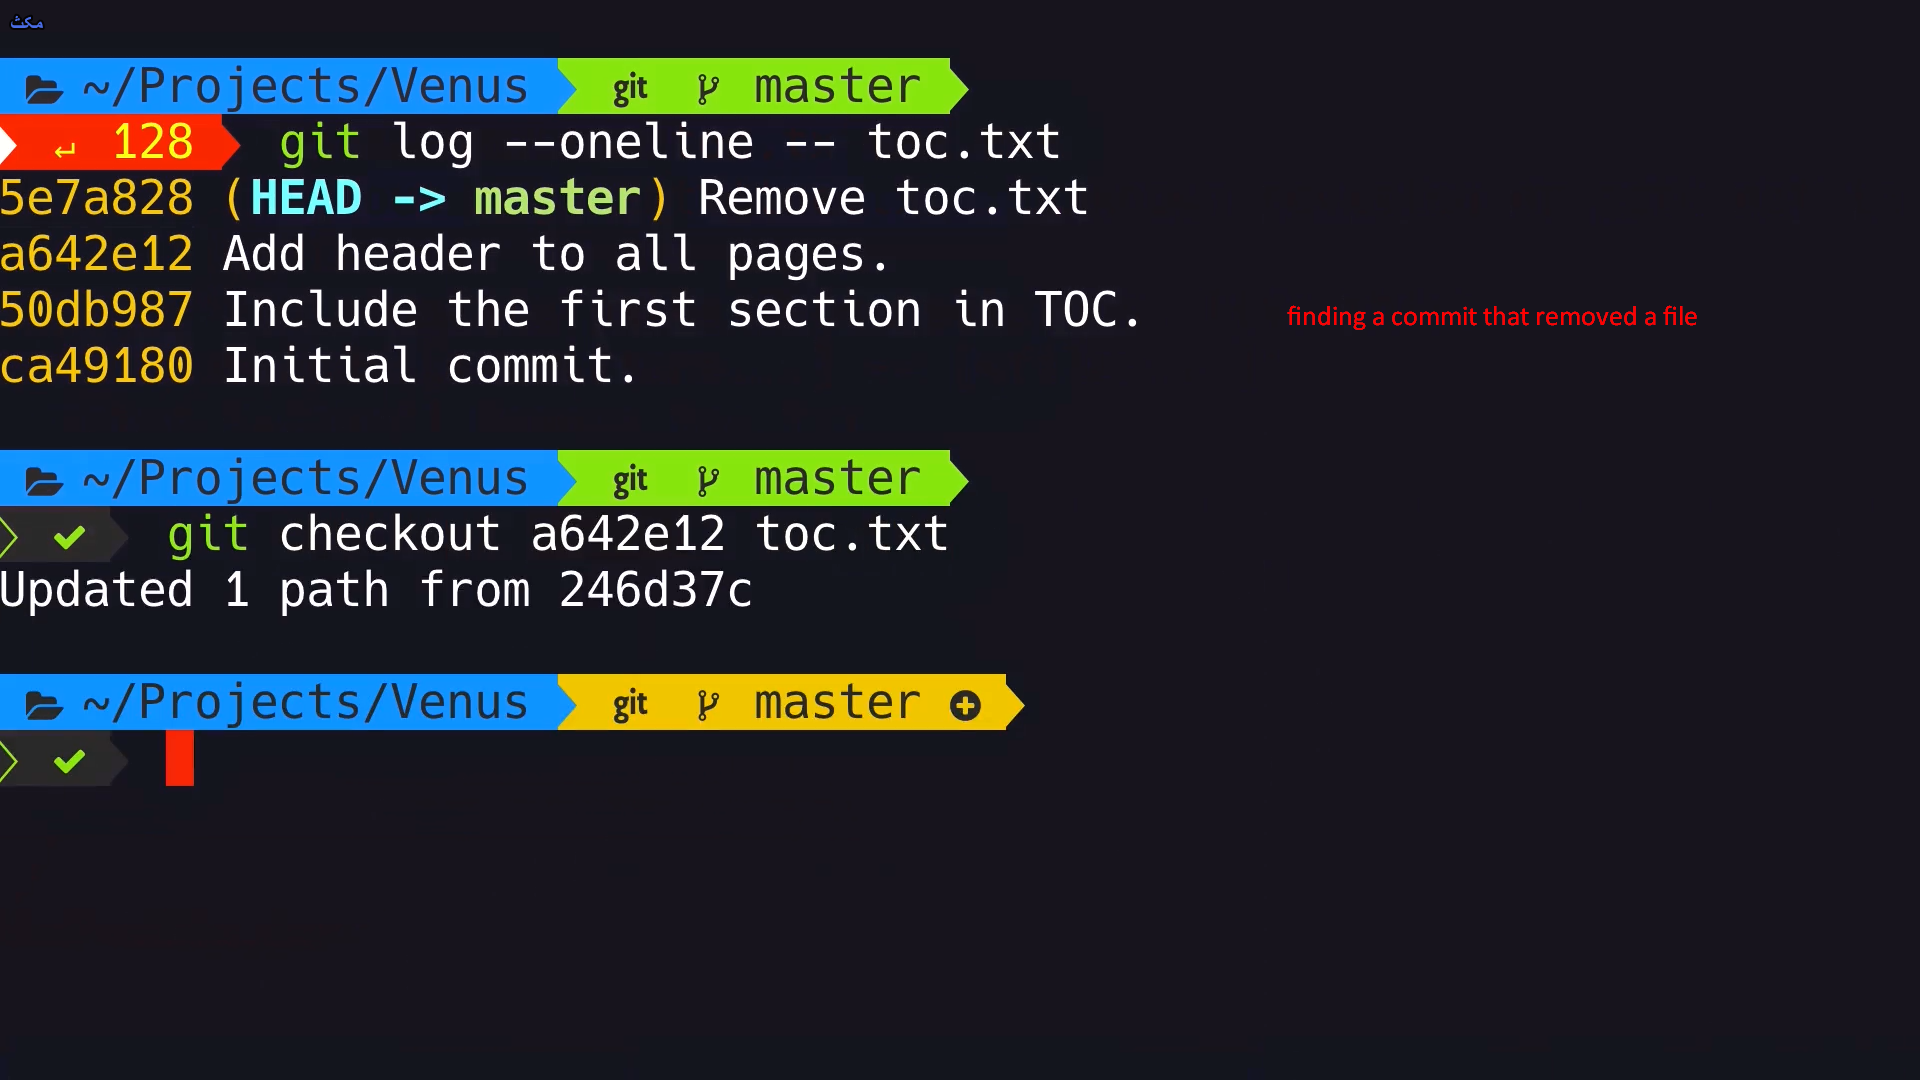 مكث
~/Projects/Venus git master
128 git log --oneline -- toc.txt
5e7a828 (HEAD -> master) Remove toc.txt
a642e12 Add header to all pages.
50db987 Include the first section in TOC.
finding a commit that removed a file
ca49180 Initial commit.
~/Projects/Venus git master
git checkout a642e12 toc.txt
Updated 1 path from 246d37c
~/Projects/Venus git master